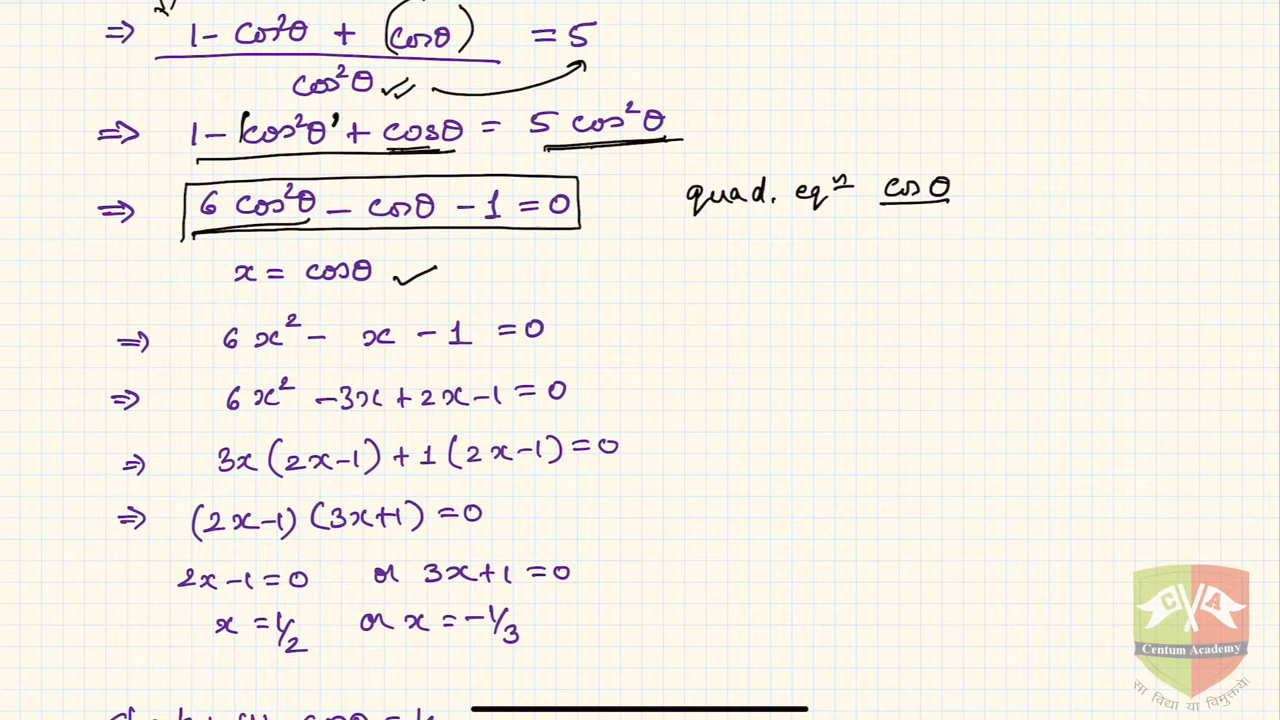 ⇒ 1 - cos²θ + (cosθ) = 5
cos²θ
⇒ 1 - cos²θ + cosθ = 5 cos²θ
⇒ 6 cos²θ - cosθ - 1 = 0 quad. eqⁿ cosθ
x = cosθ ✓
⇒ 6x² - x - 1 = 0
⇒ 6x² - 3x + 2x - 1 = 0
⇒ 3x(2x-1) + 1(2x-1) = 0
⇒ (2x-1) (3x+1) = 0
2x-1 = 0 or 3x+1 = 0
x = 1/2 or x = -1/3
C A
Centum Academy
सा विद्या या विमुक्तये